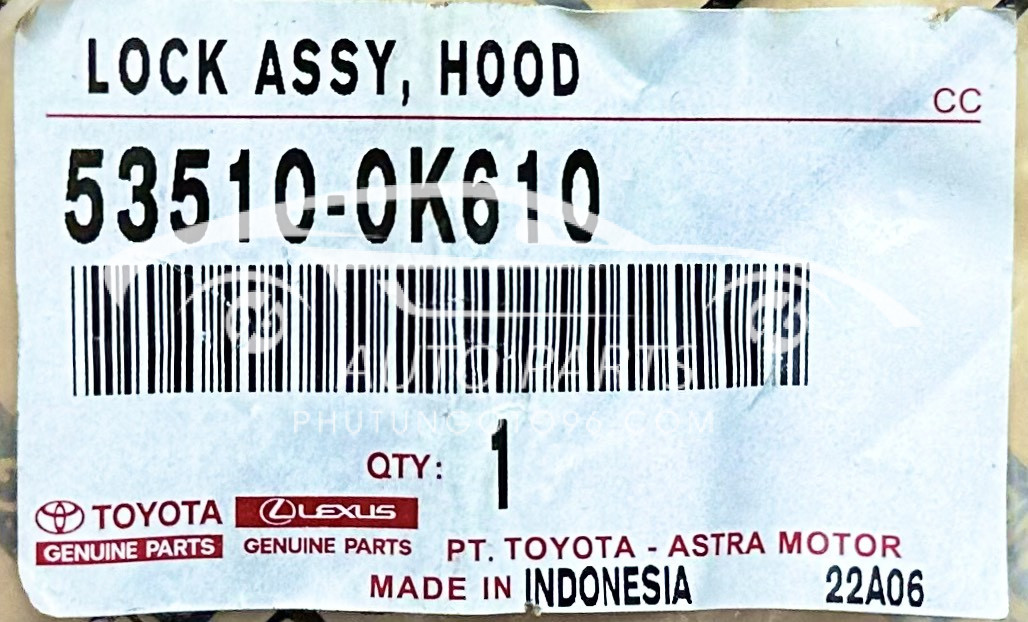 LOCK ASSY, HOOD
CC
53510-0K610
AUTO PARTS
PHUTUNGOTO96.COM
QTY: 1
TOYOTA
GENUINE PARTS
LEXUS
GENUINE PARTS
PT. TOYOTA - ASTRA MOTOR
MADE IN INDONESIA 22A06